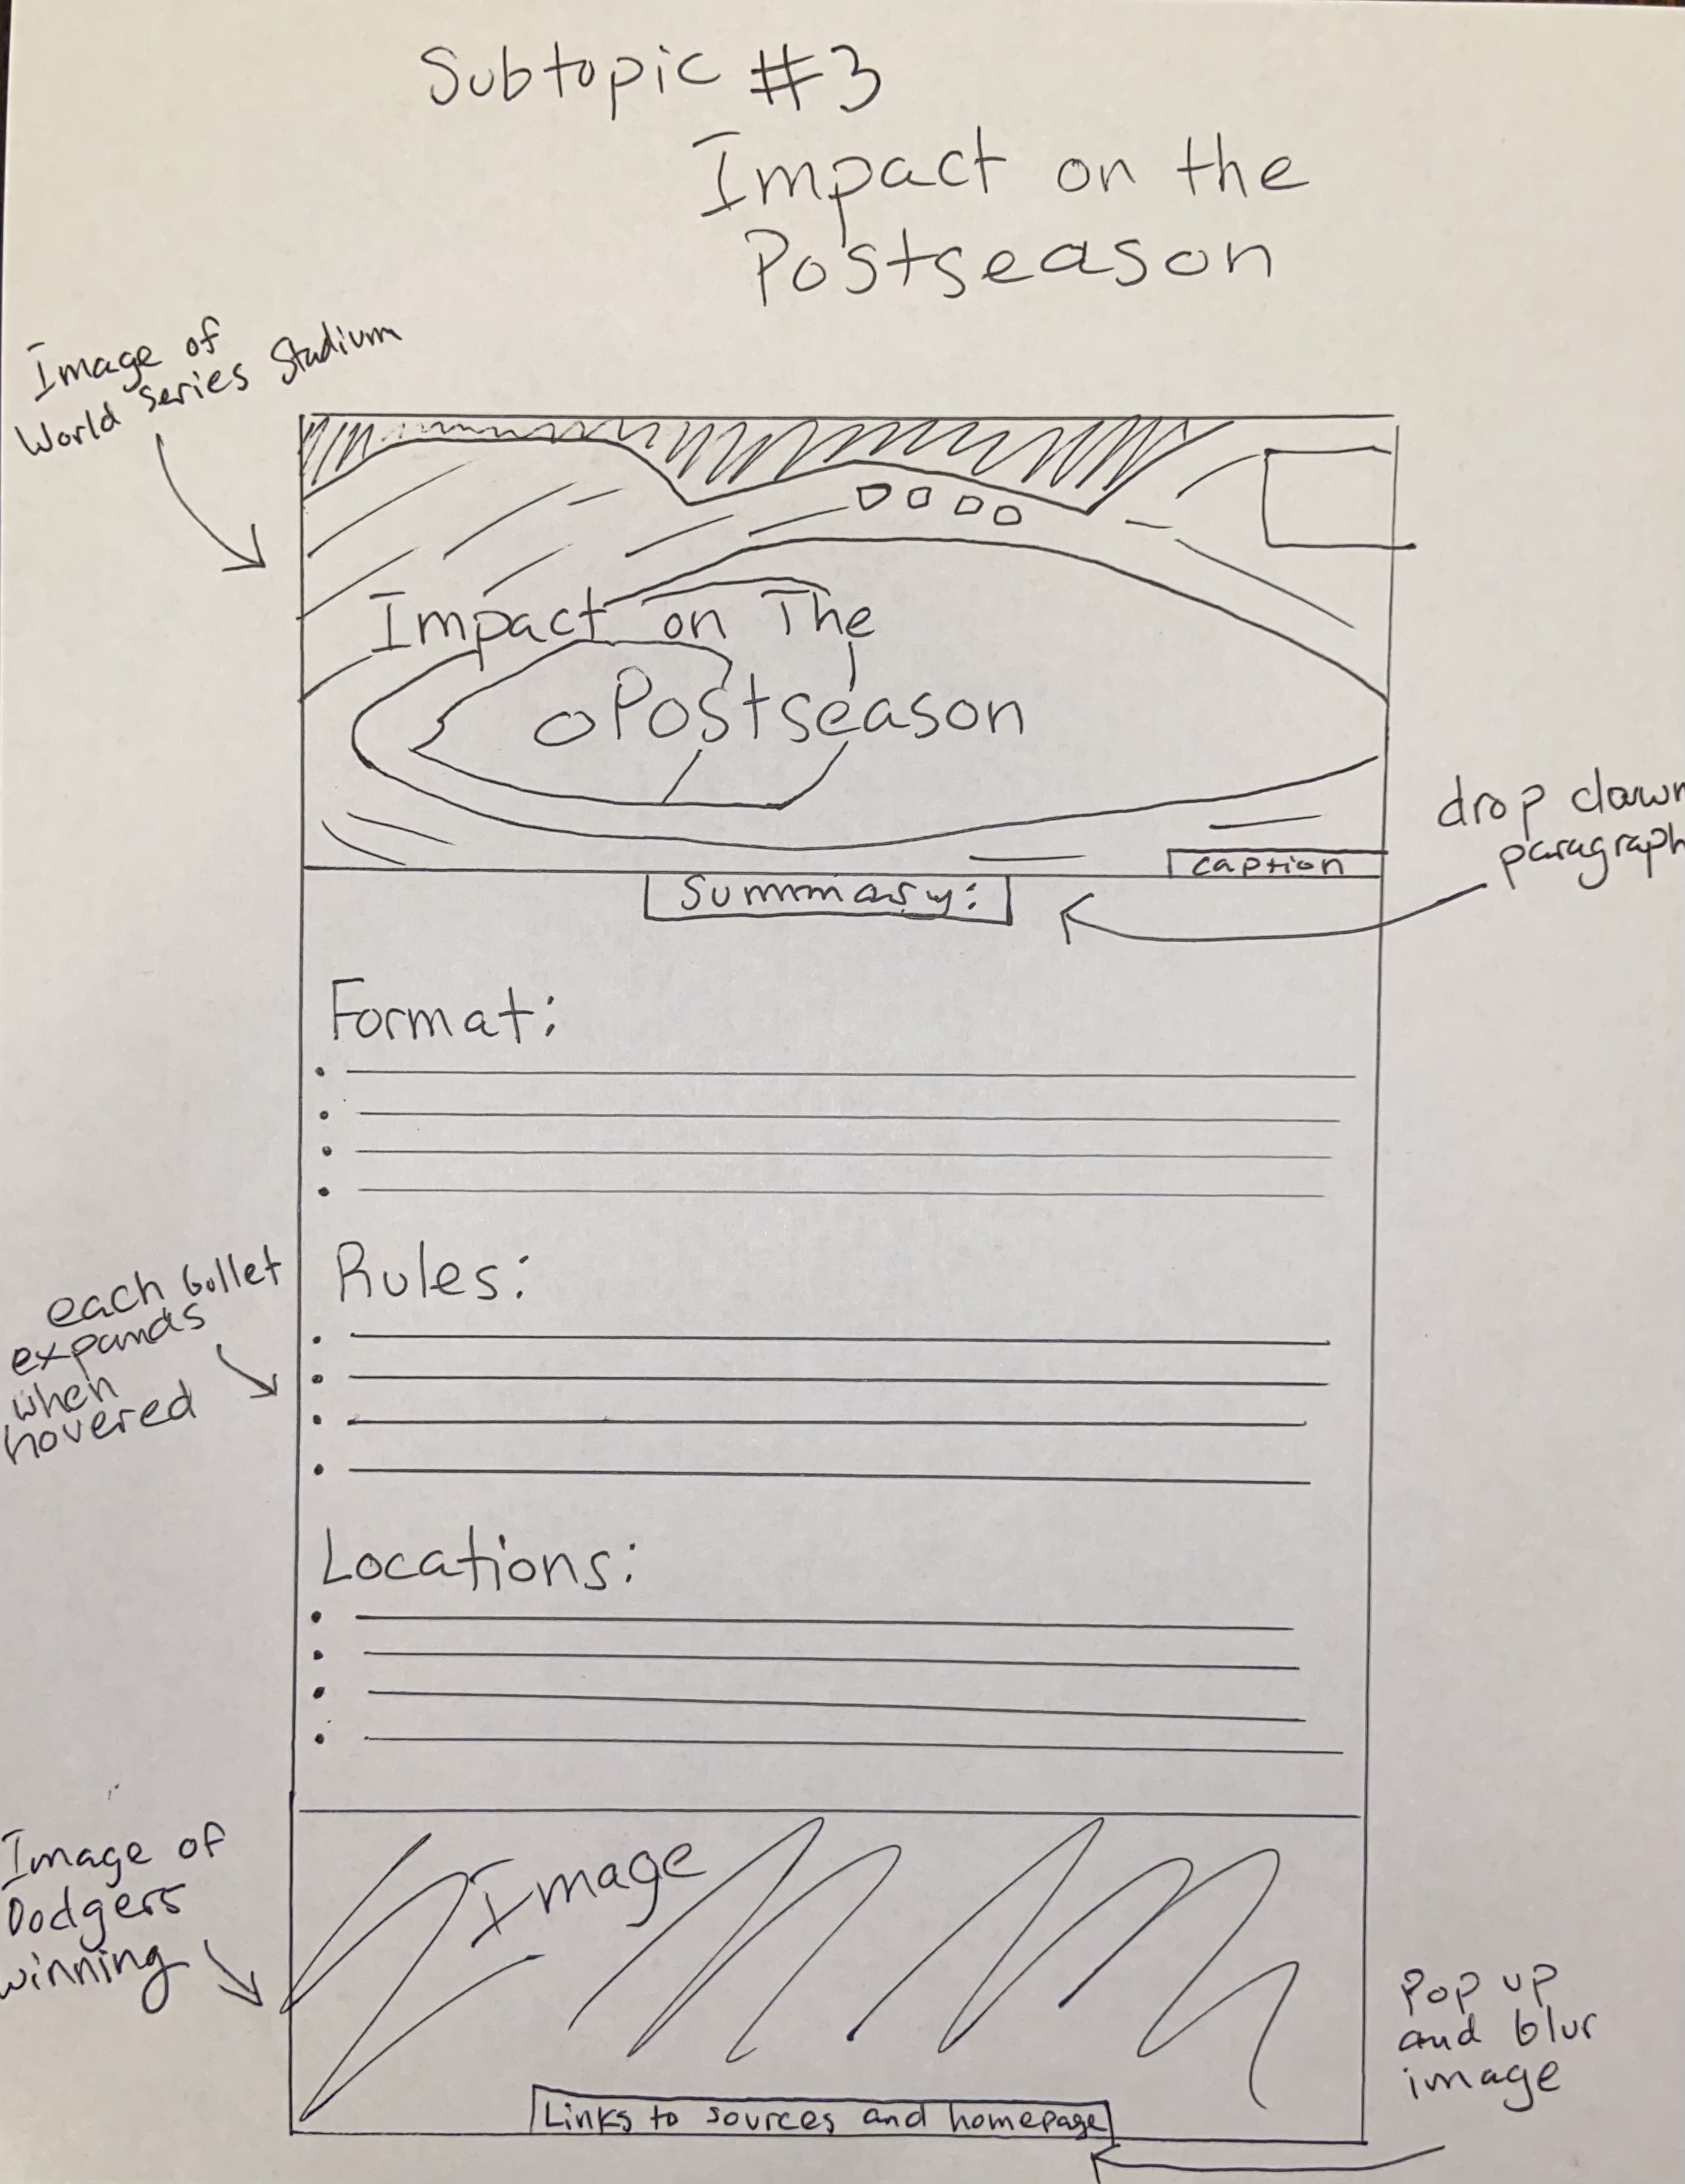 Subtopic #3
Impact on the
Postseason
Image of
World Series Stadium
Impact on The
Postseason
caption
drop down
paragraph
Summary:
Format:
Rules:
each bullet
expands
when
hovered
Locations:
Image of
Dodgers
winning
Image
Pop up
and blur
image
Links to sources and homepage